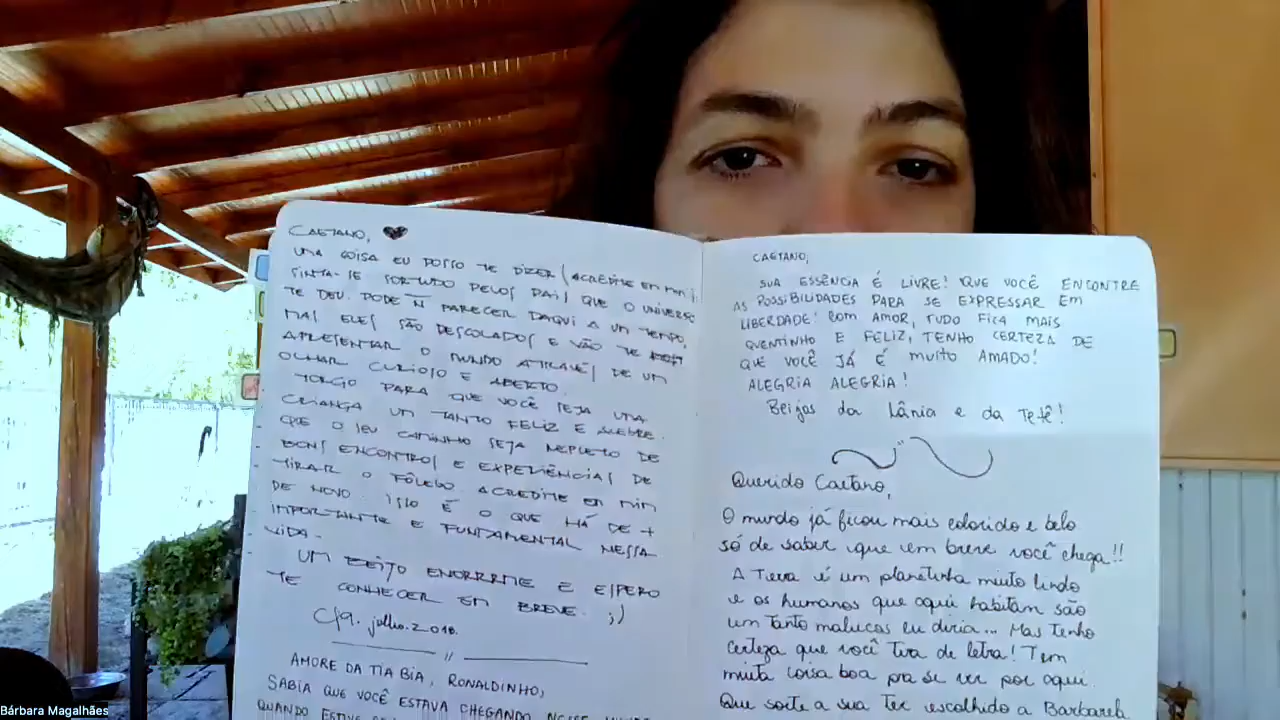 CAETANO,
UMA COISA EU POSSO TE DIZER (ACREDITE EM MIM):
SINTA-SE SORTUDO PELOS PAIS QUE O UNIVERSO
TE DEU. PODE Ñ PARECER DAQUI A UM TEMPO,
MAS ELES SÃO DESCOLADOS E VÃO TE
APRESENTAR O MUNDO ATRAVÉS DE UM
OLHAR CURIOSO E ABERTO.
TORÇO PARA QUE VOCÊ SEJA UMA
CRIANÇA UM TANTO FELIZ E ALEGRE.
QUE O SEU CAMINHO SEJA REPLETO DE
BONS ENCONTROS E EXPERIÊNCIAS DE
TIRAR O FÔLEGO. ACREDITE EM MIM
DE NOVO: ISSO É O QUE HÁ DE +
IMPORTANTE E FUNDAMENTAL NESSA
VIDA.
UM BEIJO ENORRRME E ESPERO
TE CONHECER EM BREVE. ;)
julho.2018.
AMORE DA TIA BIA, RONALDINHO,
SABIA QUE VOCÊ ESTAVA CHEGANDO NESSE
QUANDO
CAETANO,
SUA ESSÊNCIA É LIVRE! QUE VOCÊ ENCONTRE
AS POSSIBILIDADES PARA SE EXPRESSAR EM
LIBERDADE! COM AMOR, TUDO FICA MAIS
QUENTINHO E FELIZ, TENHO CERTEZA DE
QUE VOCÊ JÁ É MUITO AMADO!
ALEGRIA ALEGRIA!
Beijos da Lânia e da Tetê!
Querido Caetano,
O mundo já ficou mais colorido e belo
só de saber que em breve você chega!!
A Terra é um planetinha muito lindo
e os humanos que aqui habitam são
um tanto malucos eu diria... Mas tenho
certeza que você tira de letra! Tem
muita coisa boa pra se ver por aqui.
Que sorte a sua ter escolhido a Barbarela
Bárbara Magalhães